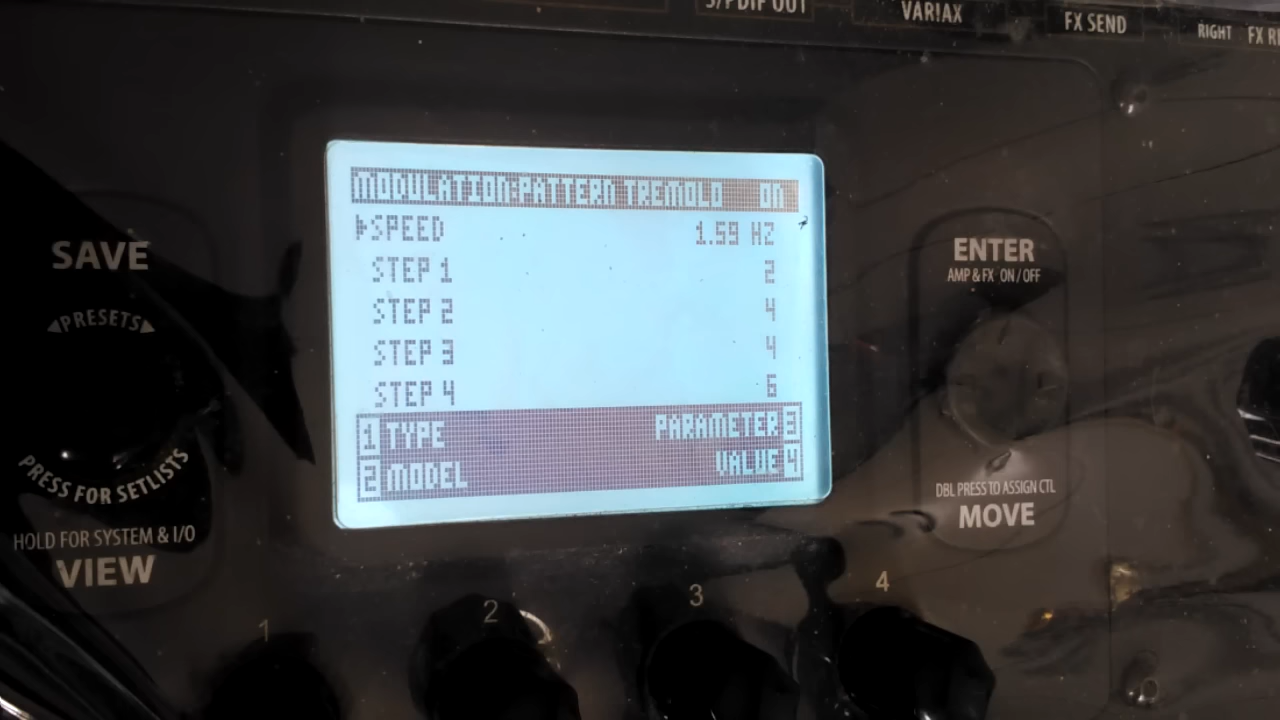 S/PDIF OUT
VARIAX
FX SEND
RIGHT
FX
SAVE
PRESETS
PRESS FOR SETLISTS
HOLD FOR SYSTEM & I/O
VIEW
MODULATION:PATTERN TREMOLO ON
SPEED 1.59 HZ
STEP 1 2
STEP 2 4
STEP 3 4
STEP 4 6
1 TYPE PARAMETER 3
2 MODEL VALUE 4
ENTER
AMP & FX ON / OFF
DBL PRESS TO ASSIGN CTL
MOVE
1 2 3 4